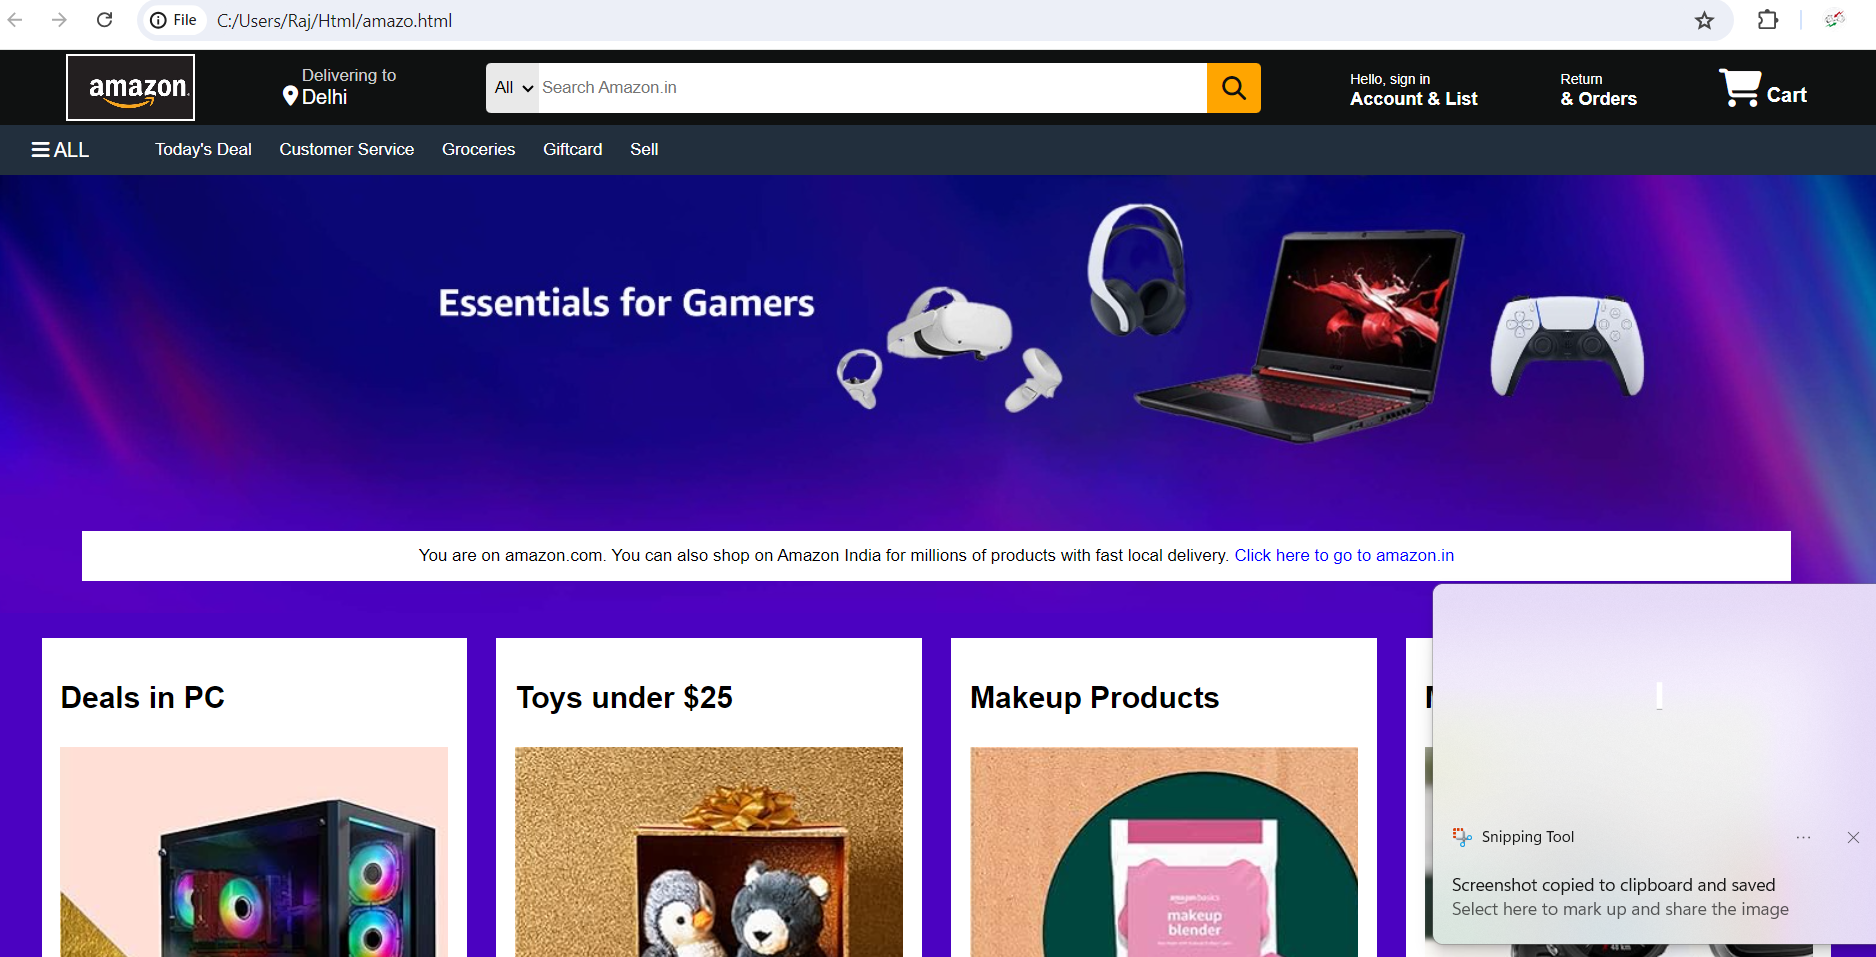 File
C:/Users/Raj/Html/amazo.html
amazon
Delivering to
Delhi
All
Search Amazon.in
Hello, sign in
Account & List
Return
& Orders
Cart
ALL
Today's Deal
Customer Service
Groceries
Giftcard
Sell
Essentials for Gamers
You are on amazon.com. You can also shop on Amazon India for millions of products with fast local delivery. Click here to go to amazon.in
Deals in PC
Toys under $25
Makeup Products
amazon basics
makeup
blender
Snipping Tool
Screenshot copied to clipboard and saved
Select here to mark up and share the image